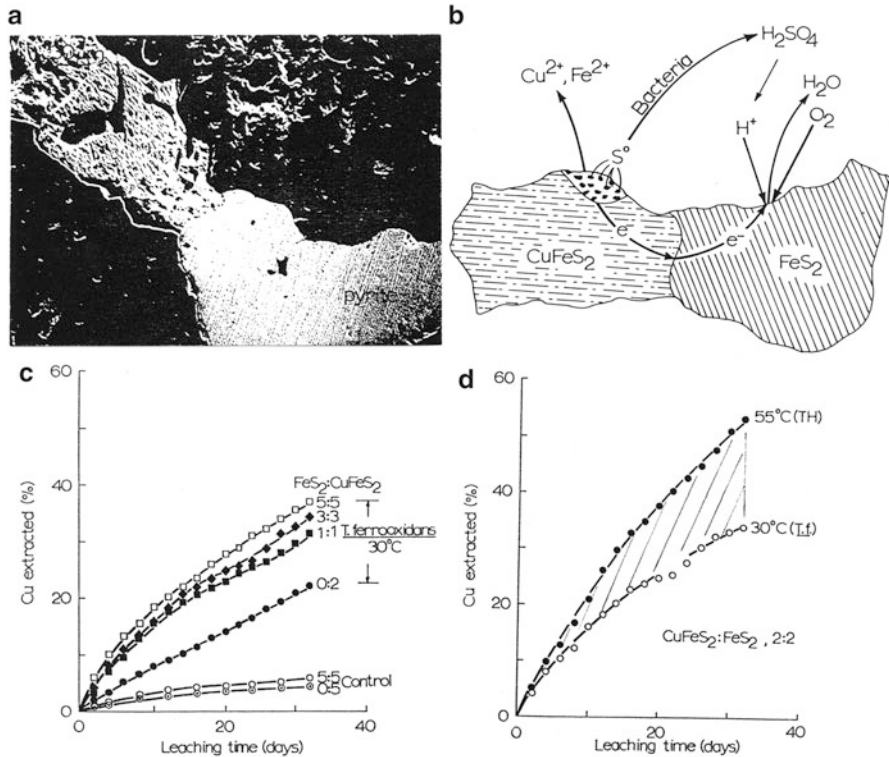 a
pyrite
b
H2SO4
Cu2+, Fe2+
Bacteria
H2O
O2
H+
S°
e-
e-
CuFeS2
FeS2
c
60
40
20
0
Cu extracted (%)
FeS2:CuFeS2
5:5
3:3
1:1
T. ferrooxidans
30°C
0:2
5:5
0:5
Control
0
20
40
Leaching time (days)
d
60
40
20
0
Cu extracted (%)
55°C (TH)
30°C (T.f.)
CuFeS2:FeS2 , 2:2
0
20
40
Leaching time (days)